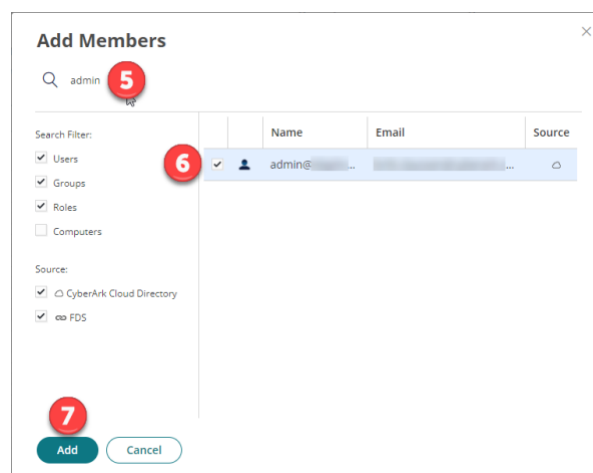 Add Members
×
admin
5
Search Filter:
Users
Groups
Roles
Computers
Source:
CyberArk Cloud Directory
FDS
Name Email Source
6
admin@ ... ...
7
Add Cancel